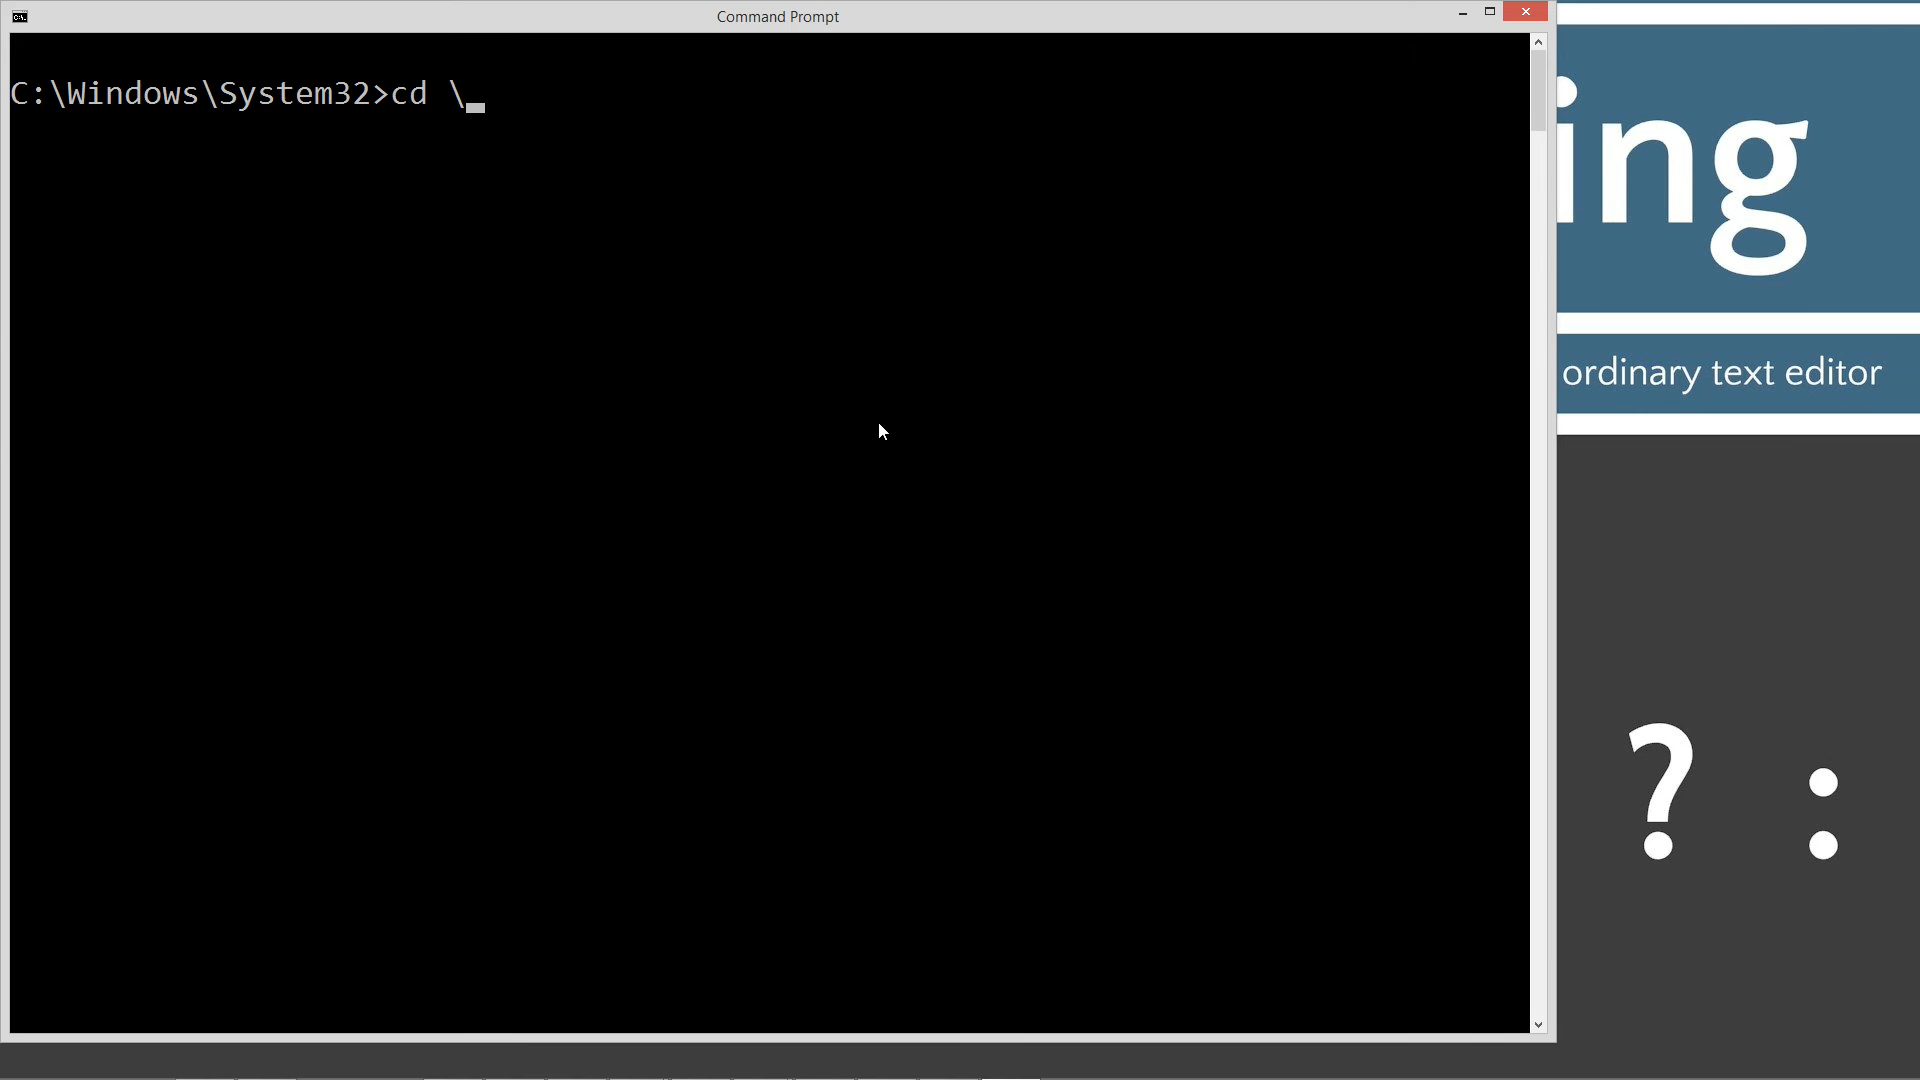 Command Prompt
C:\Windows\System32>cd \
ing
ordinary text editor
? :